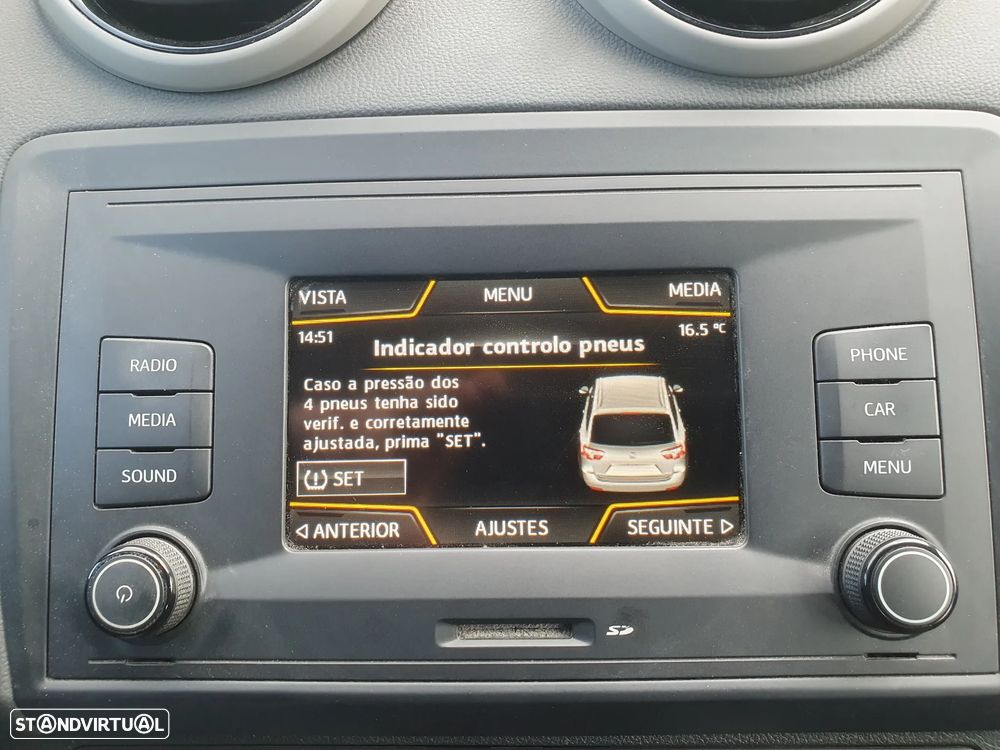 VISTA
MENU
MEDIA
14:51
16.5 °C
Indicador controlo pneus
Caso a pressão dos
4 pneus tenha sido
verif. e corretamente
ajustada, prima "SET".
SET
ANTERIOR
AJUSTES
SEGUINTE
RADIO
MEDIA
SOUND
PHONE
CAR
MENU
SD
STANDVIRTUAL